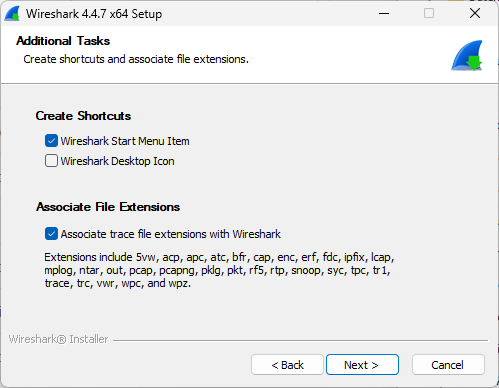 Wireshark 4.4.7 x64 Setup
Additional Tasks
Create shortcuts and associate file extensions.
Create Shortcuts
Wireshark Start Menu Item
Wireshark Desktop Icon
Associate File Extensions
Associate trace file extensions with Wireshark
Extensions include 5vw, acp, apc, atc, bfr, cap, enc, erf, fdc, ipfix, lcap,
mplog, ntar, out, pcap, pcapng, pklg, pkt, rf5, rtp, snoop, syc, tpc, tr1,
trace, trc, vwr, wpc, and wpz.
Wireshark® Installer
< Back
Next >
Cancel